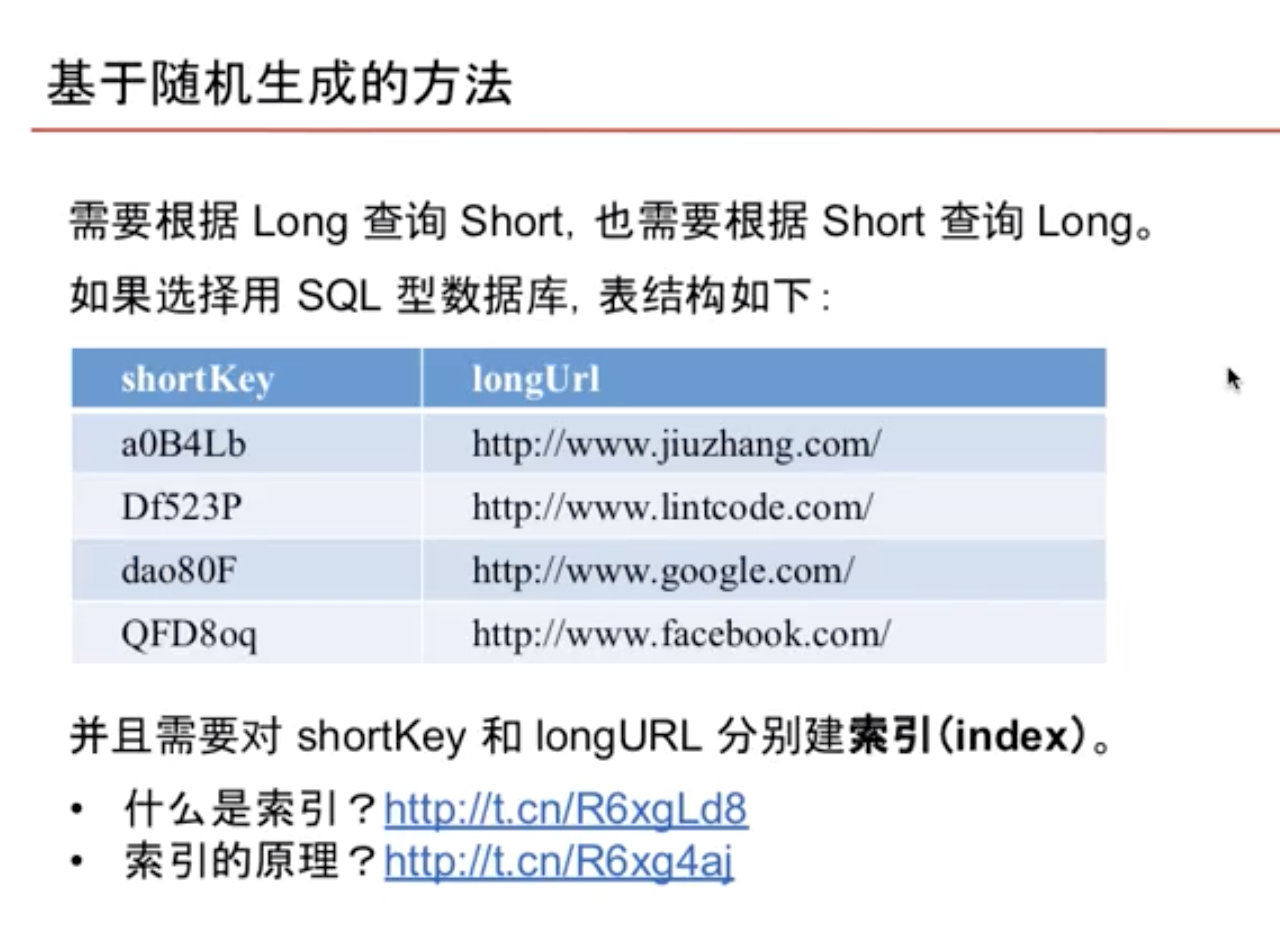 基于随机生成的方法
需要根据 Long 查询 Short, 也需要根据 Short 查询 Long。
如果选择用 SQL 型数据库, 表结构如下:
shortKey longUrl
a0B4Lb http://www.jiuzhang.com/
Df523P http://www.lintcode.com/
dao80F http://www.google.com/
QFD8oq http://www.facebook.com/
并且需要对 shortKey 和 longURL 分别建索引(index)。
• 什么是索引？http://t.cn/R6xgLd8
• 索引的原理？http://t.cn/R6xg4aj